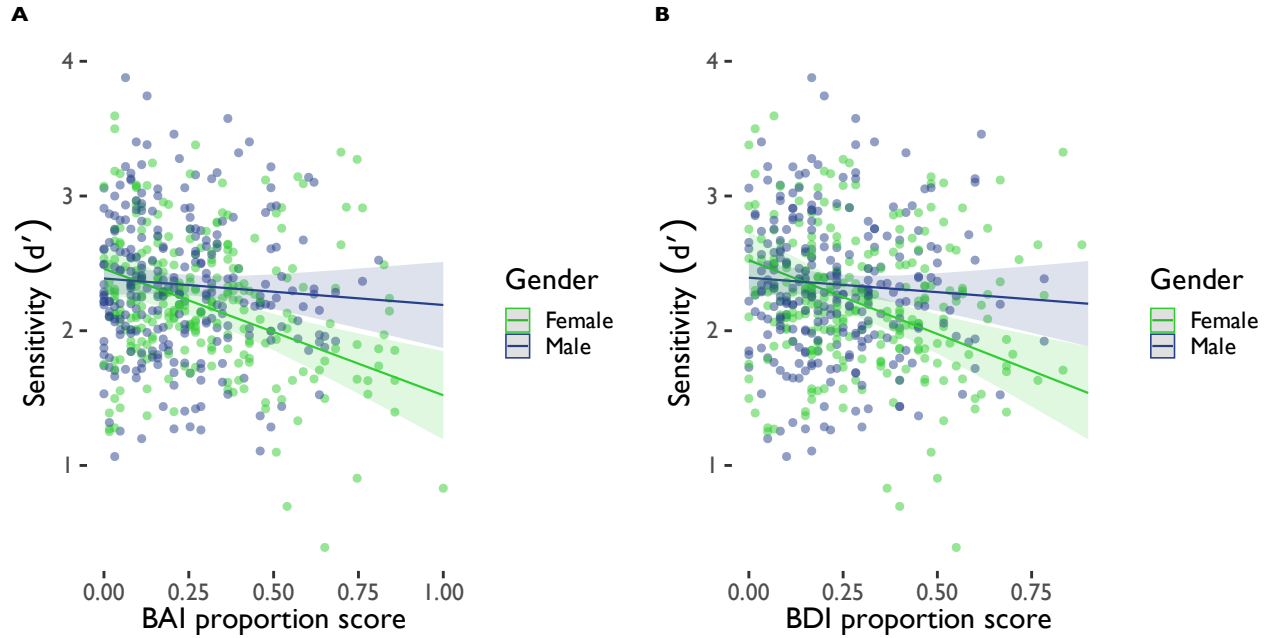 A
B
4
3
2
1
Sensitivity (d′)
0.00
0.25
0.50
0.75
1.00
BAI proportion score
Gender
Female
Male
4
3
2
1
Sensitivity (d′)
0.00
0.25
0.50
0.75
BDI proportion score
Gender
Female
Male